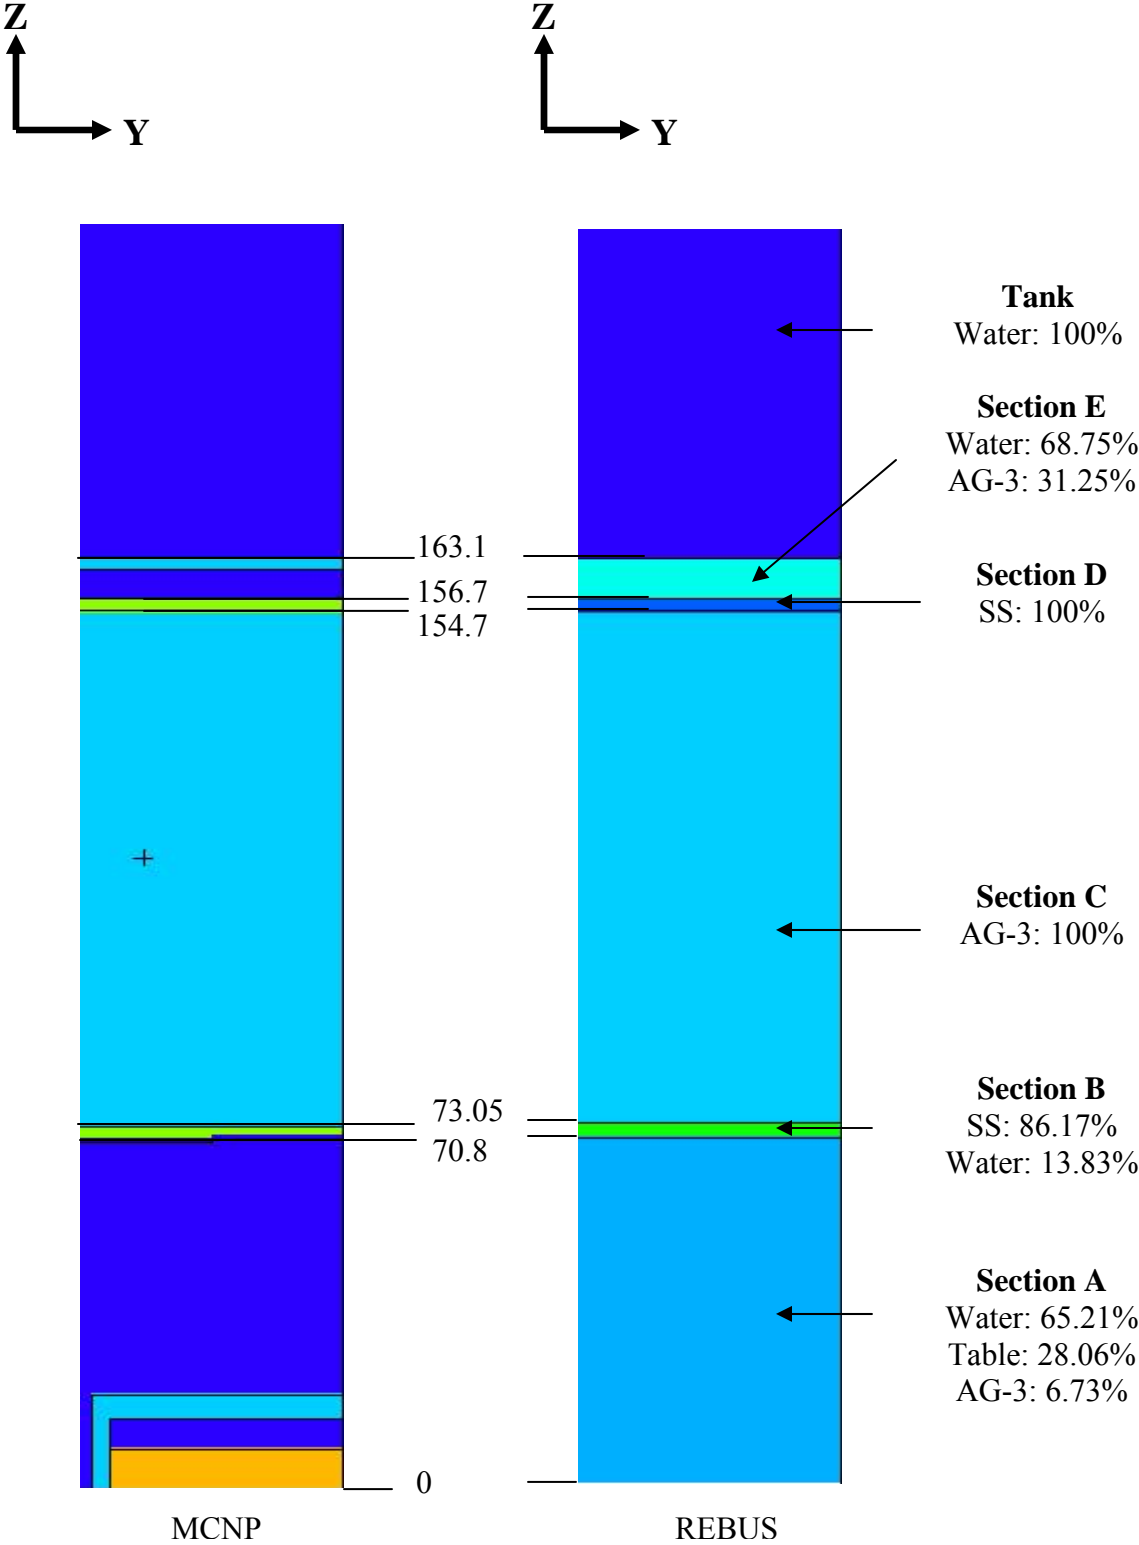 Z
Y
Z
Y
Tank
Water: 100%
Section E
Water: 68.75%
AG-3: 31.25%
163.1
156.7
154.7
Section D
SS: 100%
Section C
AG-3: 100%
73.05
70.8
Section B
SS: 86.17%
Water: 13.83%
Section A
Water: 65.21%
Table: 28.06%
AG-3: 6.73%
0
MCNP
REBUS